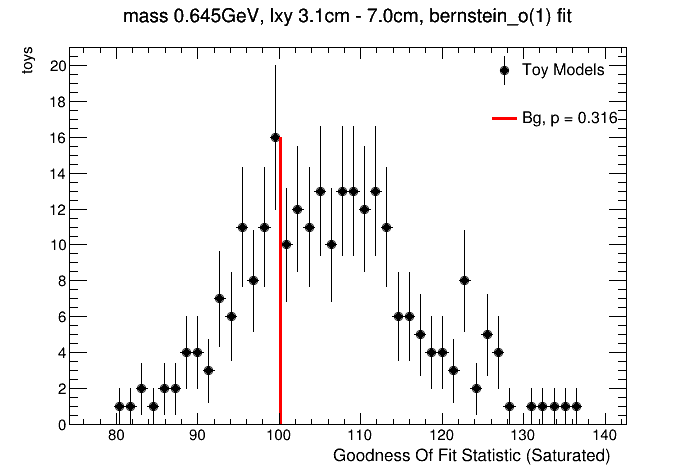 mass 0.645GeV, lxy 3.1cm - 7.0cm, bernstein_o(1) fit
toys
Toy Models
Bg, p = 0.316
20
18
16
14
12
10
8
6
4
2
0
80 90 100 110 120 130 140
Goodness Of Fit Statistic (Saturated)